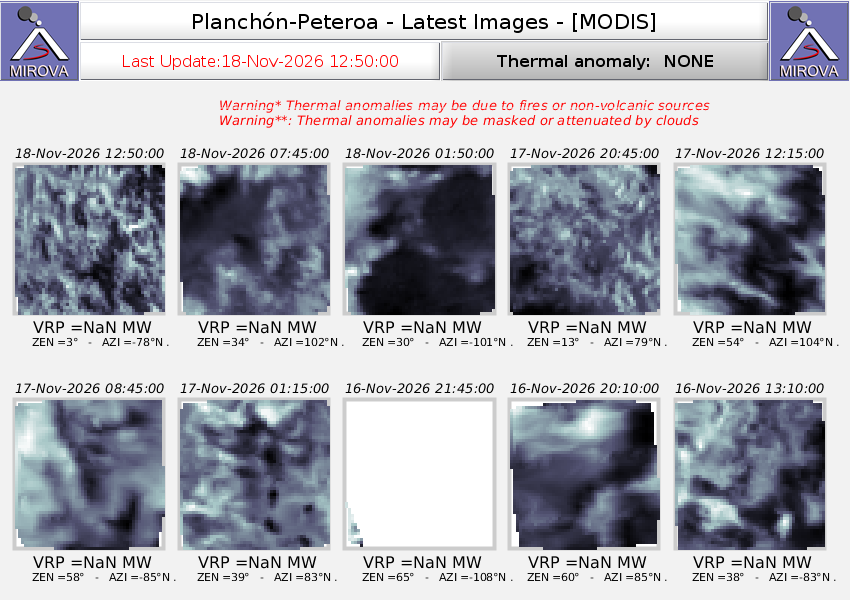 Planchón-Peteroa - Latest Images - [MODIS]
MIROVA
Last Update:18-Nov-2026 12:50:00
Thermal anomaly: NONE
MIROVA
Warning* Thermal anomalies may be due to fires or non-volcanic sources
Warning**: Thermal anomalies may be masked or attenuated by clouds
18-Nov-2026 12:50:00
18-Nov-2026 07:45:00
18-Nov-2026 01:50:00
17-Nov-2026 20:45:00
17-Nov-2026 12:15:00
VRP =NaN MW
VRP =NaN MW
VRP =NaN MW
VRP =NaN MW
VRP =NaN MW
ZEN =3° - AZI =-78°N .
ZEN =34° - AZI =102°N .
ZEN =30° - AZI =-101°N .
ZEN =13° - AZI =79°N .
ZEN =54° - AZI =104°N .
17-Nov-2026 08:45:00
17-Nov-2026 01:15:00
16-Nov-2026 21:45:00
16-Nov-2026 20:10:00
16-Nov-2026 13:10:00
VRP =NaN MW
VRP =NaN MW
VRP =NaN MW
VRP =NaN MW
VRP =NaN MW
ZEN =58° - AZI =-85°N .
ZEN =39° - AZI =83°N .
ZEN =65° - AZI =-108°N .
ZEN =60° - AZI =85°N .
ZEN =38° - AZI =-83°N .